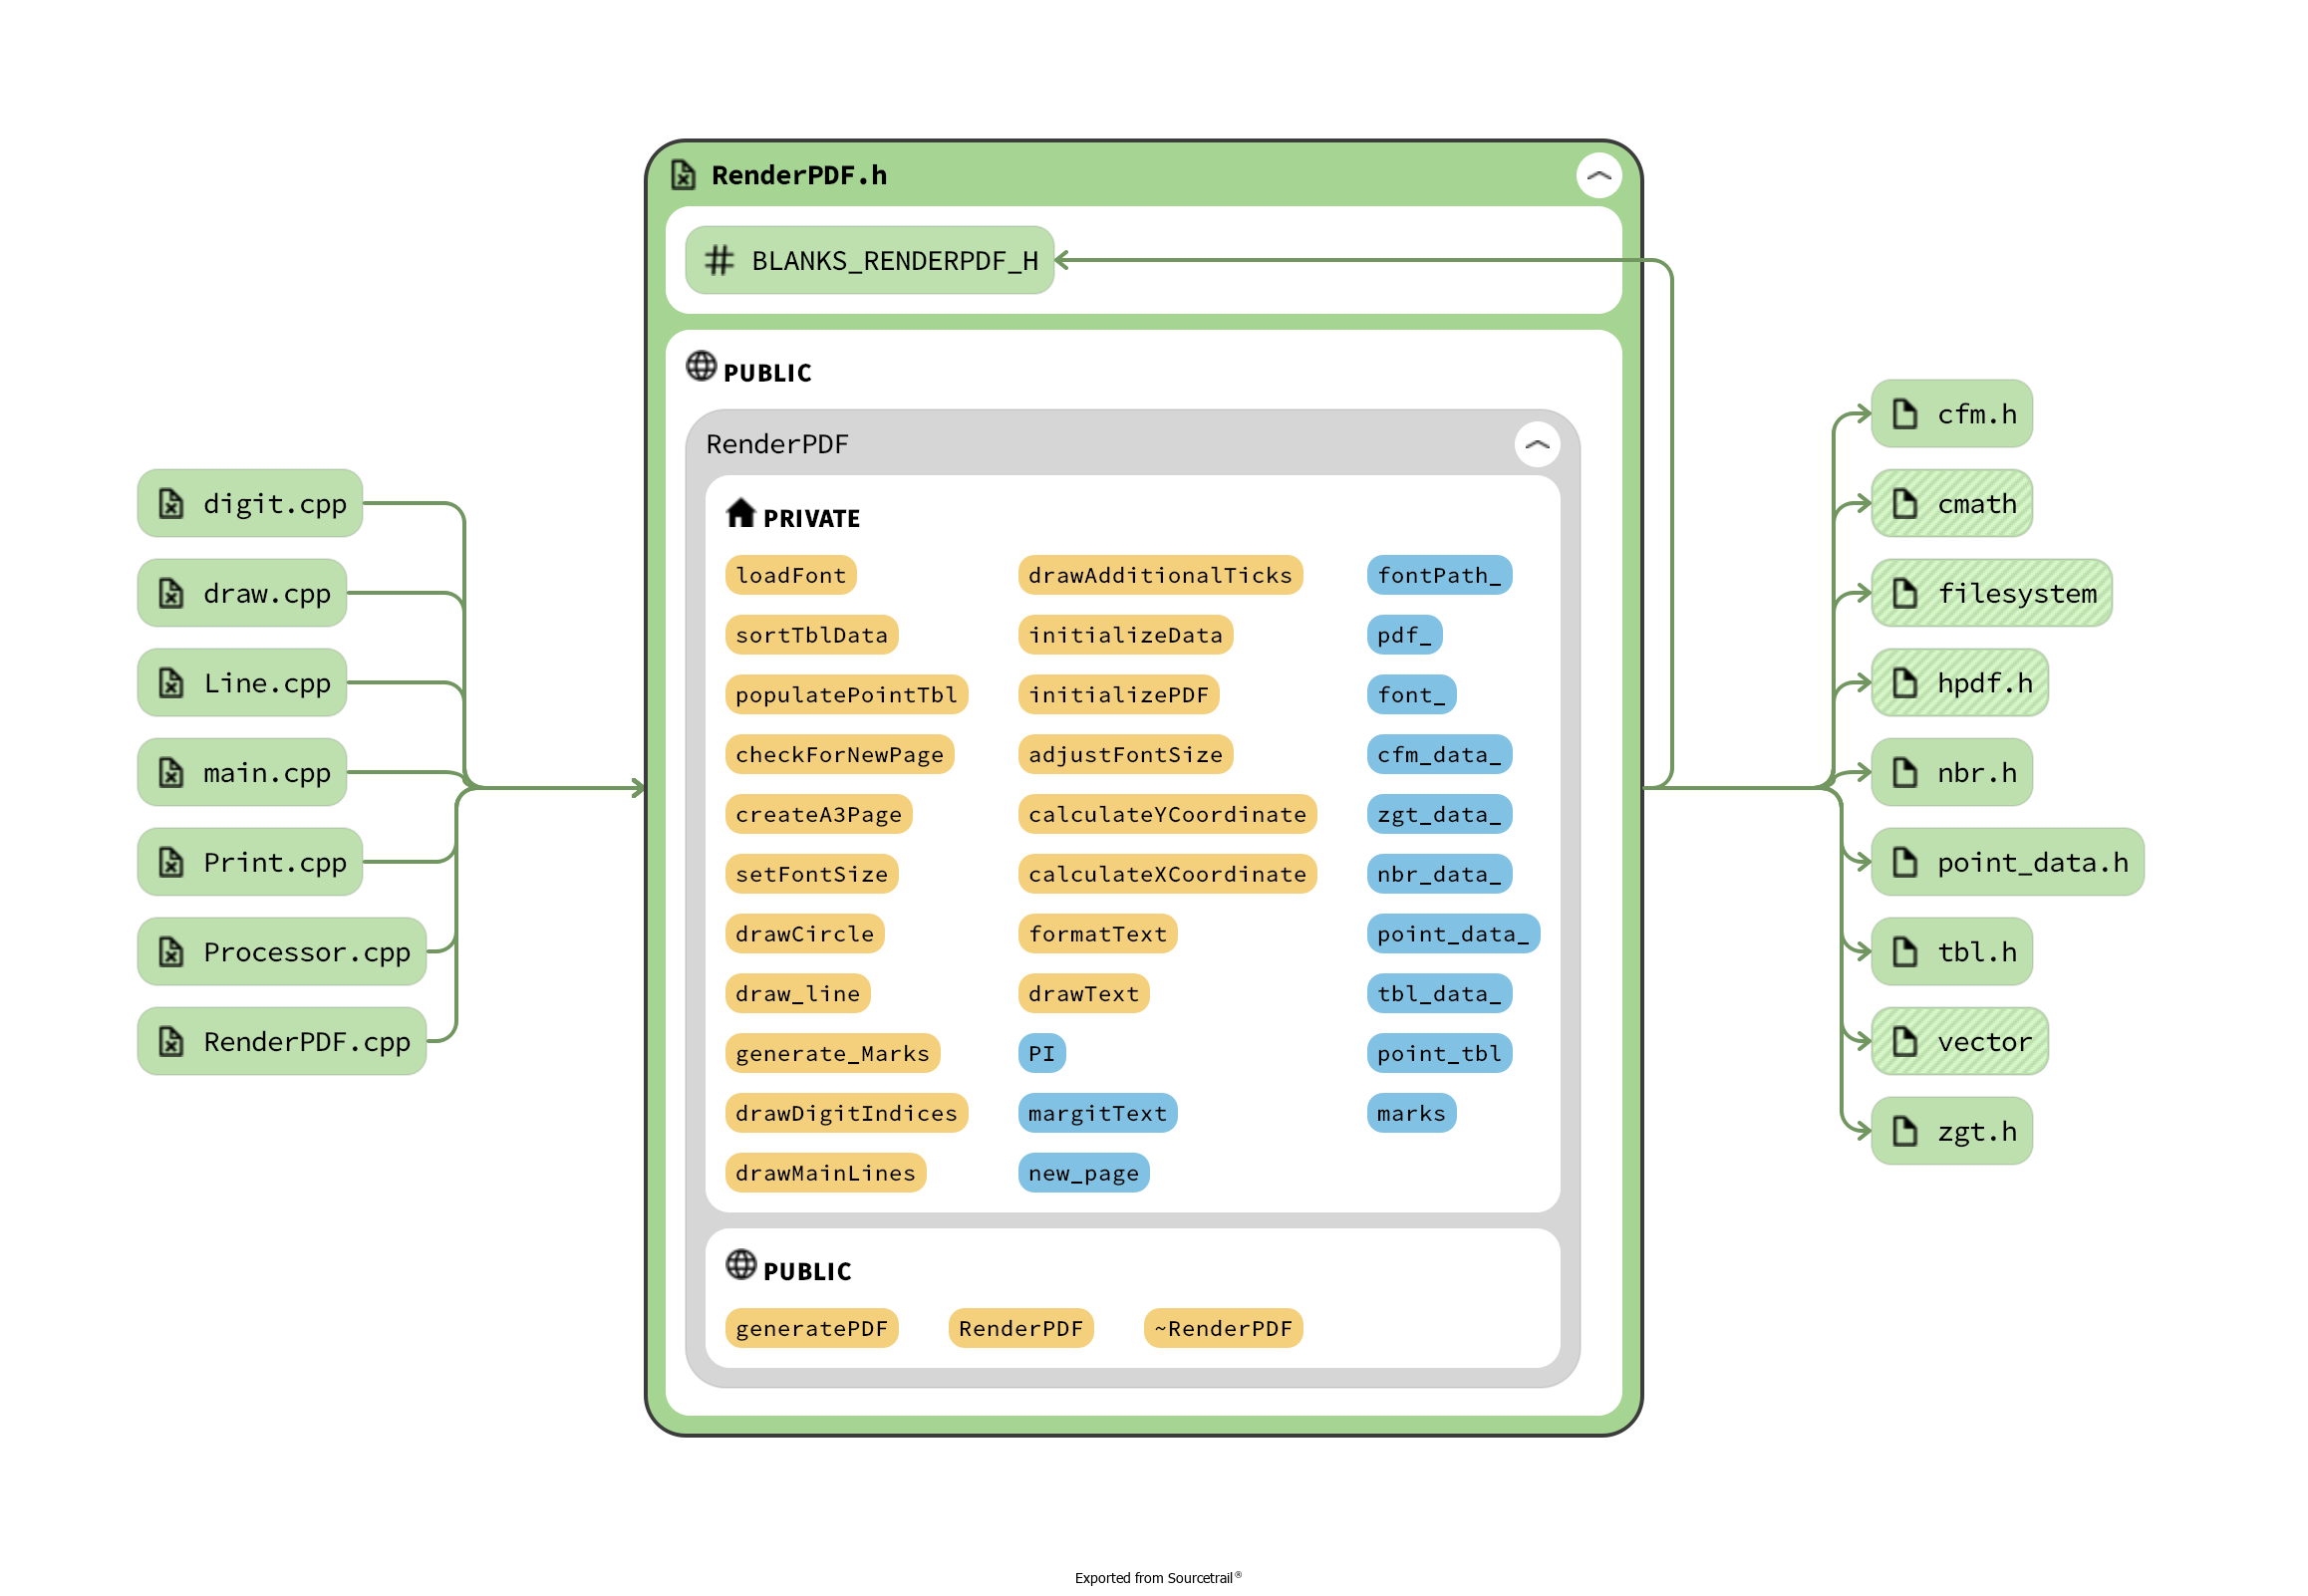 RenderPDF.h
BLANKS_RENDERPDF_H
PUBLIC
RenderPDF
PRIVATE
loadFont drawAdditionalTicks fontPath_
sortTblData initializeData pdf_
populatePointTbl initializePDF font_
checkForNewPage adjustFontSize cfm_data_
createA3Page calculateYCoordinate zgt_data_
setFontSize calculateXCoordinate nbr_data_
drawCircle formatText point_data_
draw_line drawText tbl_data_
generate_Marks PI point_tbl
drawDigitIndices margitText marks
drawMainLines new_page
PUBLIC
generatePDF RenderPDF ~RenderPDF
digit.cpp
draw.cpp
Line.cpp
main.cpp
Print.cpp
Processor.cpp
RenderPDF.cpp
cfm.h
cmath
filesystem
hpdf.h
nbr.h
point_data.h
tbl.h
vector
zgt.h
Exported from Sourcetrail®